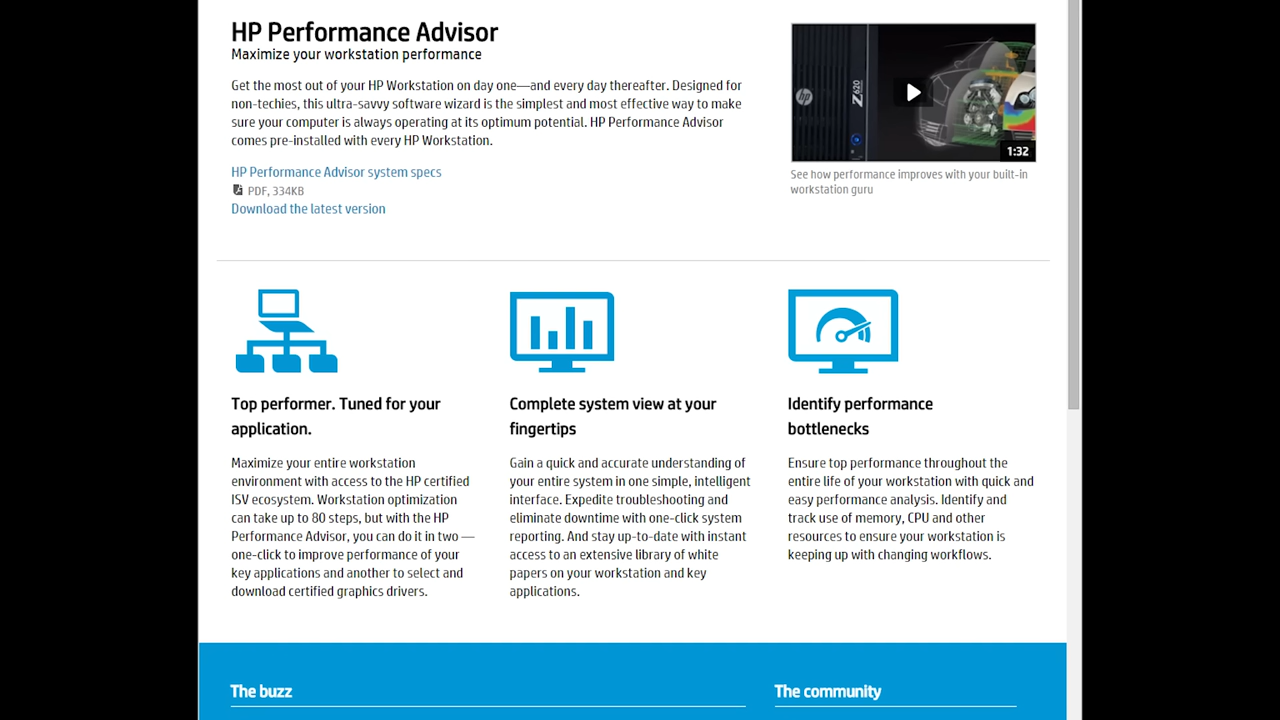 HP Performance Advisor
Maximize your workstation performance
Get the most out of your HP Workstation on day one—and every day thereafter. Designed for
non-techies, this ultra-savvy software wizard is the simplest and most effective way to make
sure your computer is always operating at its optimum potential. HP Performance Advisor
comes pre-installed with every HP Workstation.
HP Performance Advisor system specs
PDF, 334KB
Download the latest version
hp
Z620
1:32
See how performance improves with your built-in
workstation guru
Top performer. Tuned for your
application.
Maximize your entire workstation
environment with access to the HP certified
ISV ecosystem. Workstation optimization
can take up to 80 steps, but with the HP
Performance Advisor, you can do it in two —
one-click to improve performance of your
key applications and another to select and
download certified graphics drivers.
Complete system view at your
fingertips
Gain a quick and accurate understanding of
your entire system in one simple, intelligent
interface. Expedite troubleshooting and
eliminate downtime with one-click system
reporting. And stay up-to-date with instant
access to an extensive library of white
papers on your workstation and key
applications.
Identify performance
bottlenecks
Ensure top performance throughout the
entire life of your workstation with quick and
easy performance analysis. Identify and
track use of memory, CPU and other
resources to ensure your workstation is
keeping up with changing workflows.
The buzz
The community